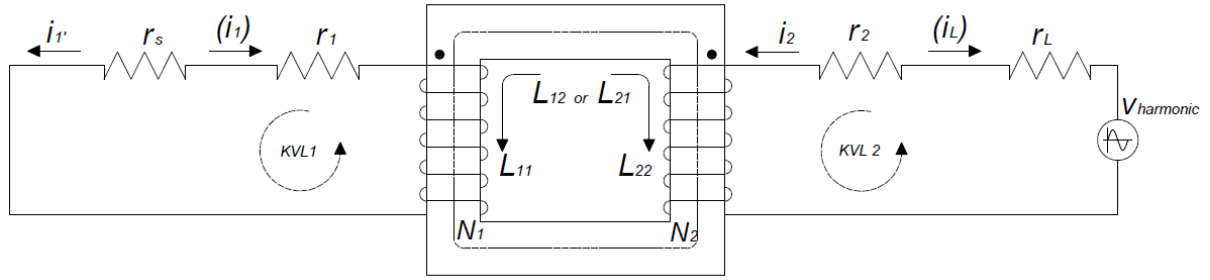 i1' rs (i1) r1 i2 r2 (iL) rL
L12 or L21
Vharmonic
KVL1 L11 L22 KVL 2
N1 N2